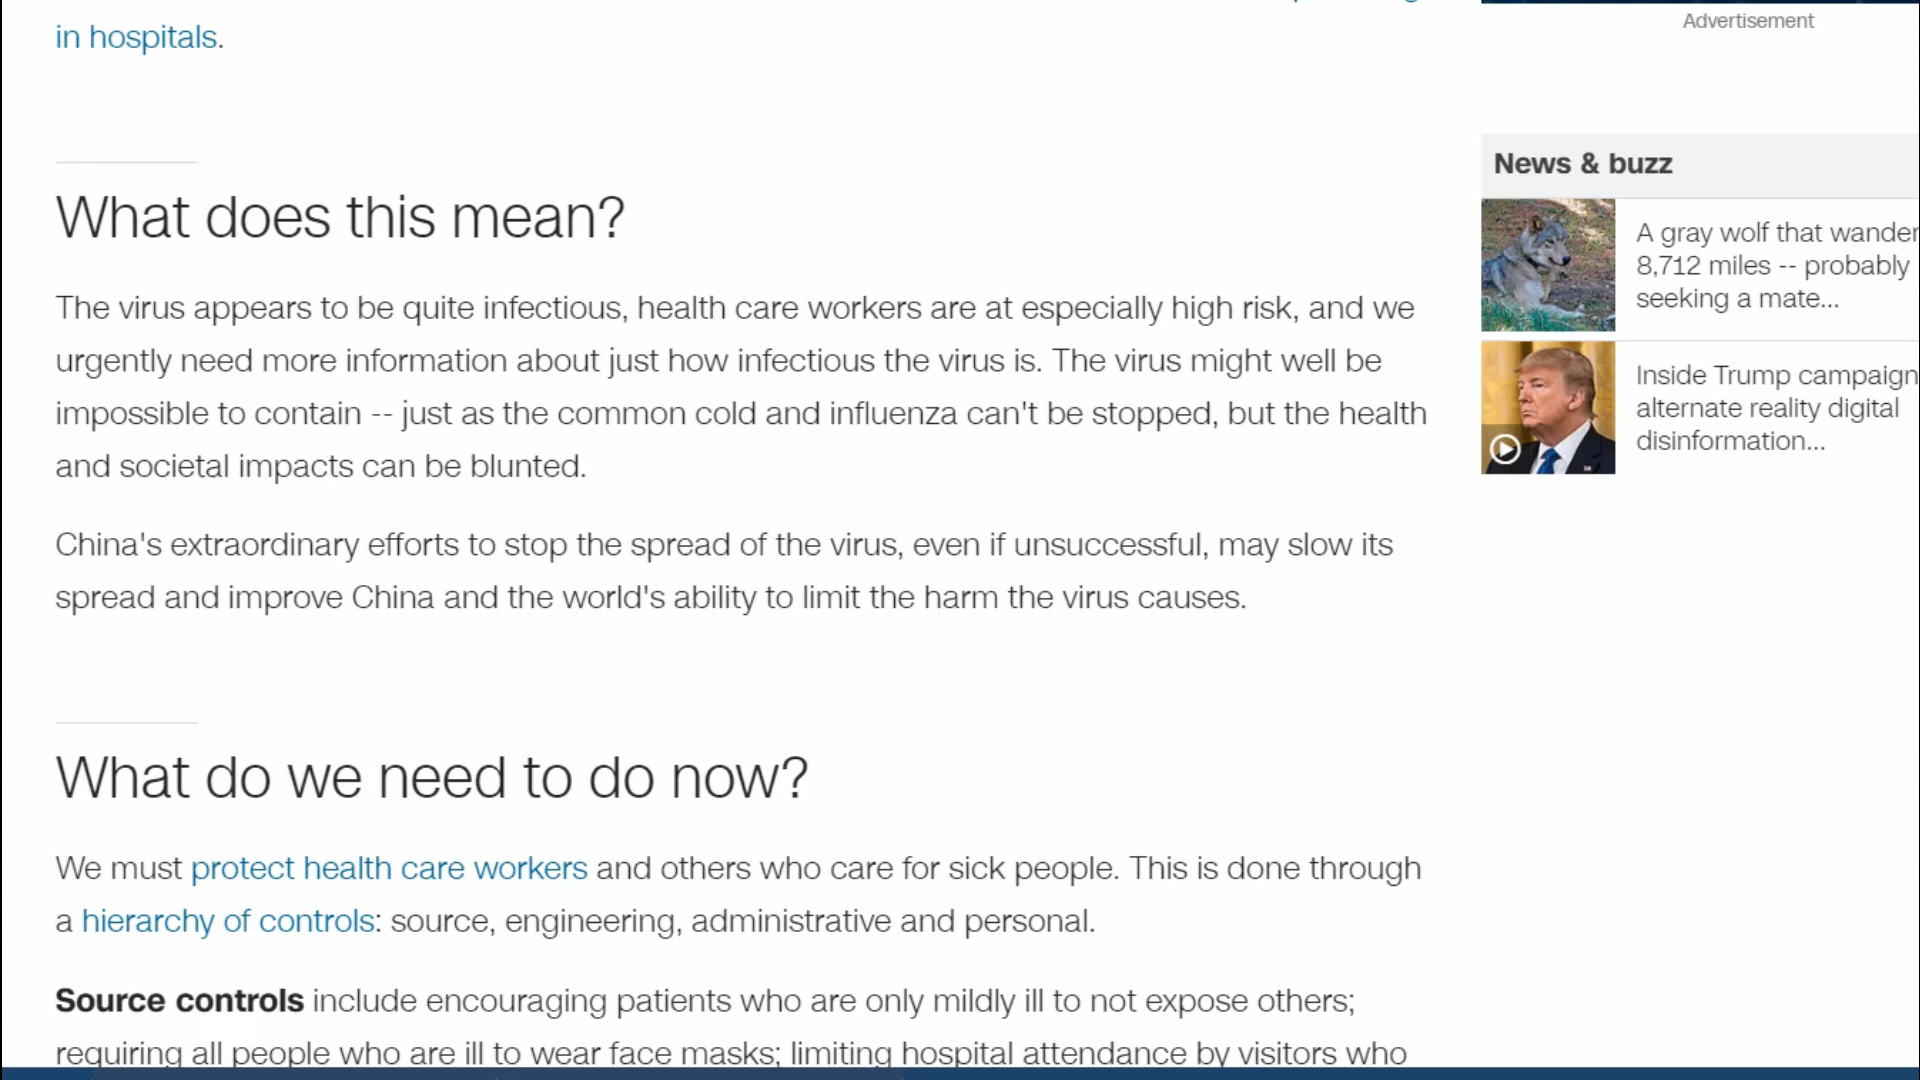 in hospitals.
Advertisement
What does this mean?
The virus appears to be quite infectious, health care workers are at especially high risk, and we
urgently need more information about just how infectious the virus is. The virus might well be
impossible to contain -- just as the common cold and influenza can't be stopped, but the health
and societal impacts can be blunted.
China's extraordinary efforts to stop the spread of the virus, even if unsuccessful, may slow its
spread and improve China and the world's ability to limit the harm the virus causes.
What do we need to do now?
We must protect health care workers and others who care for sick people. This is done through
a hierarchy of controls: source, engineering, administrative and personal.
Source controls include encouraging patients who are only mildly ill to not expose others;
requiring all people who are ill to wear face masks; limiting hospital attendance by visitors who
News & buzz
A gray wolf that wander
8,712 miles -- probably
seeking a mate...
Inside Trump campaign
alternate reality digital
disinformation...